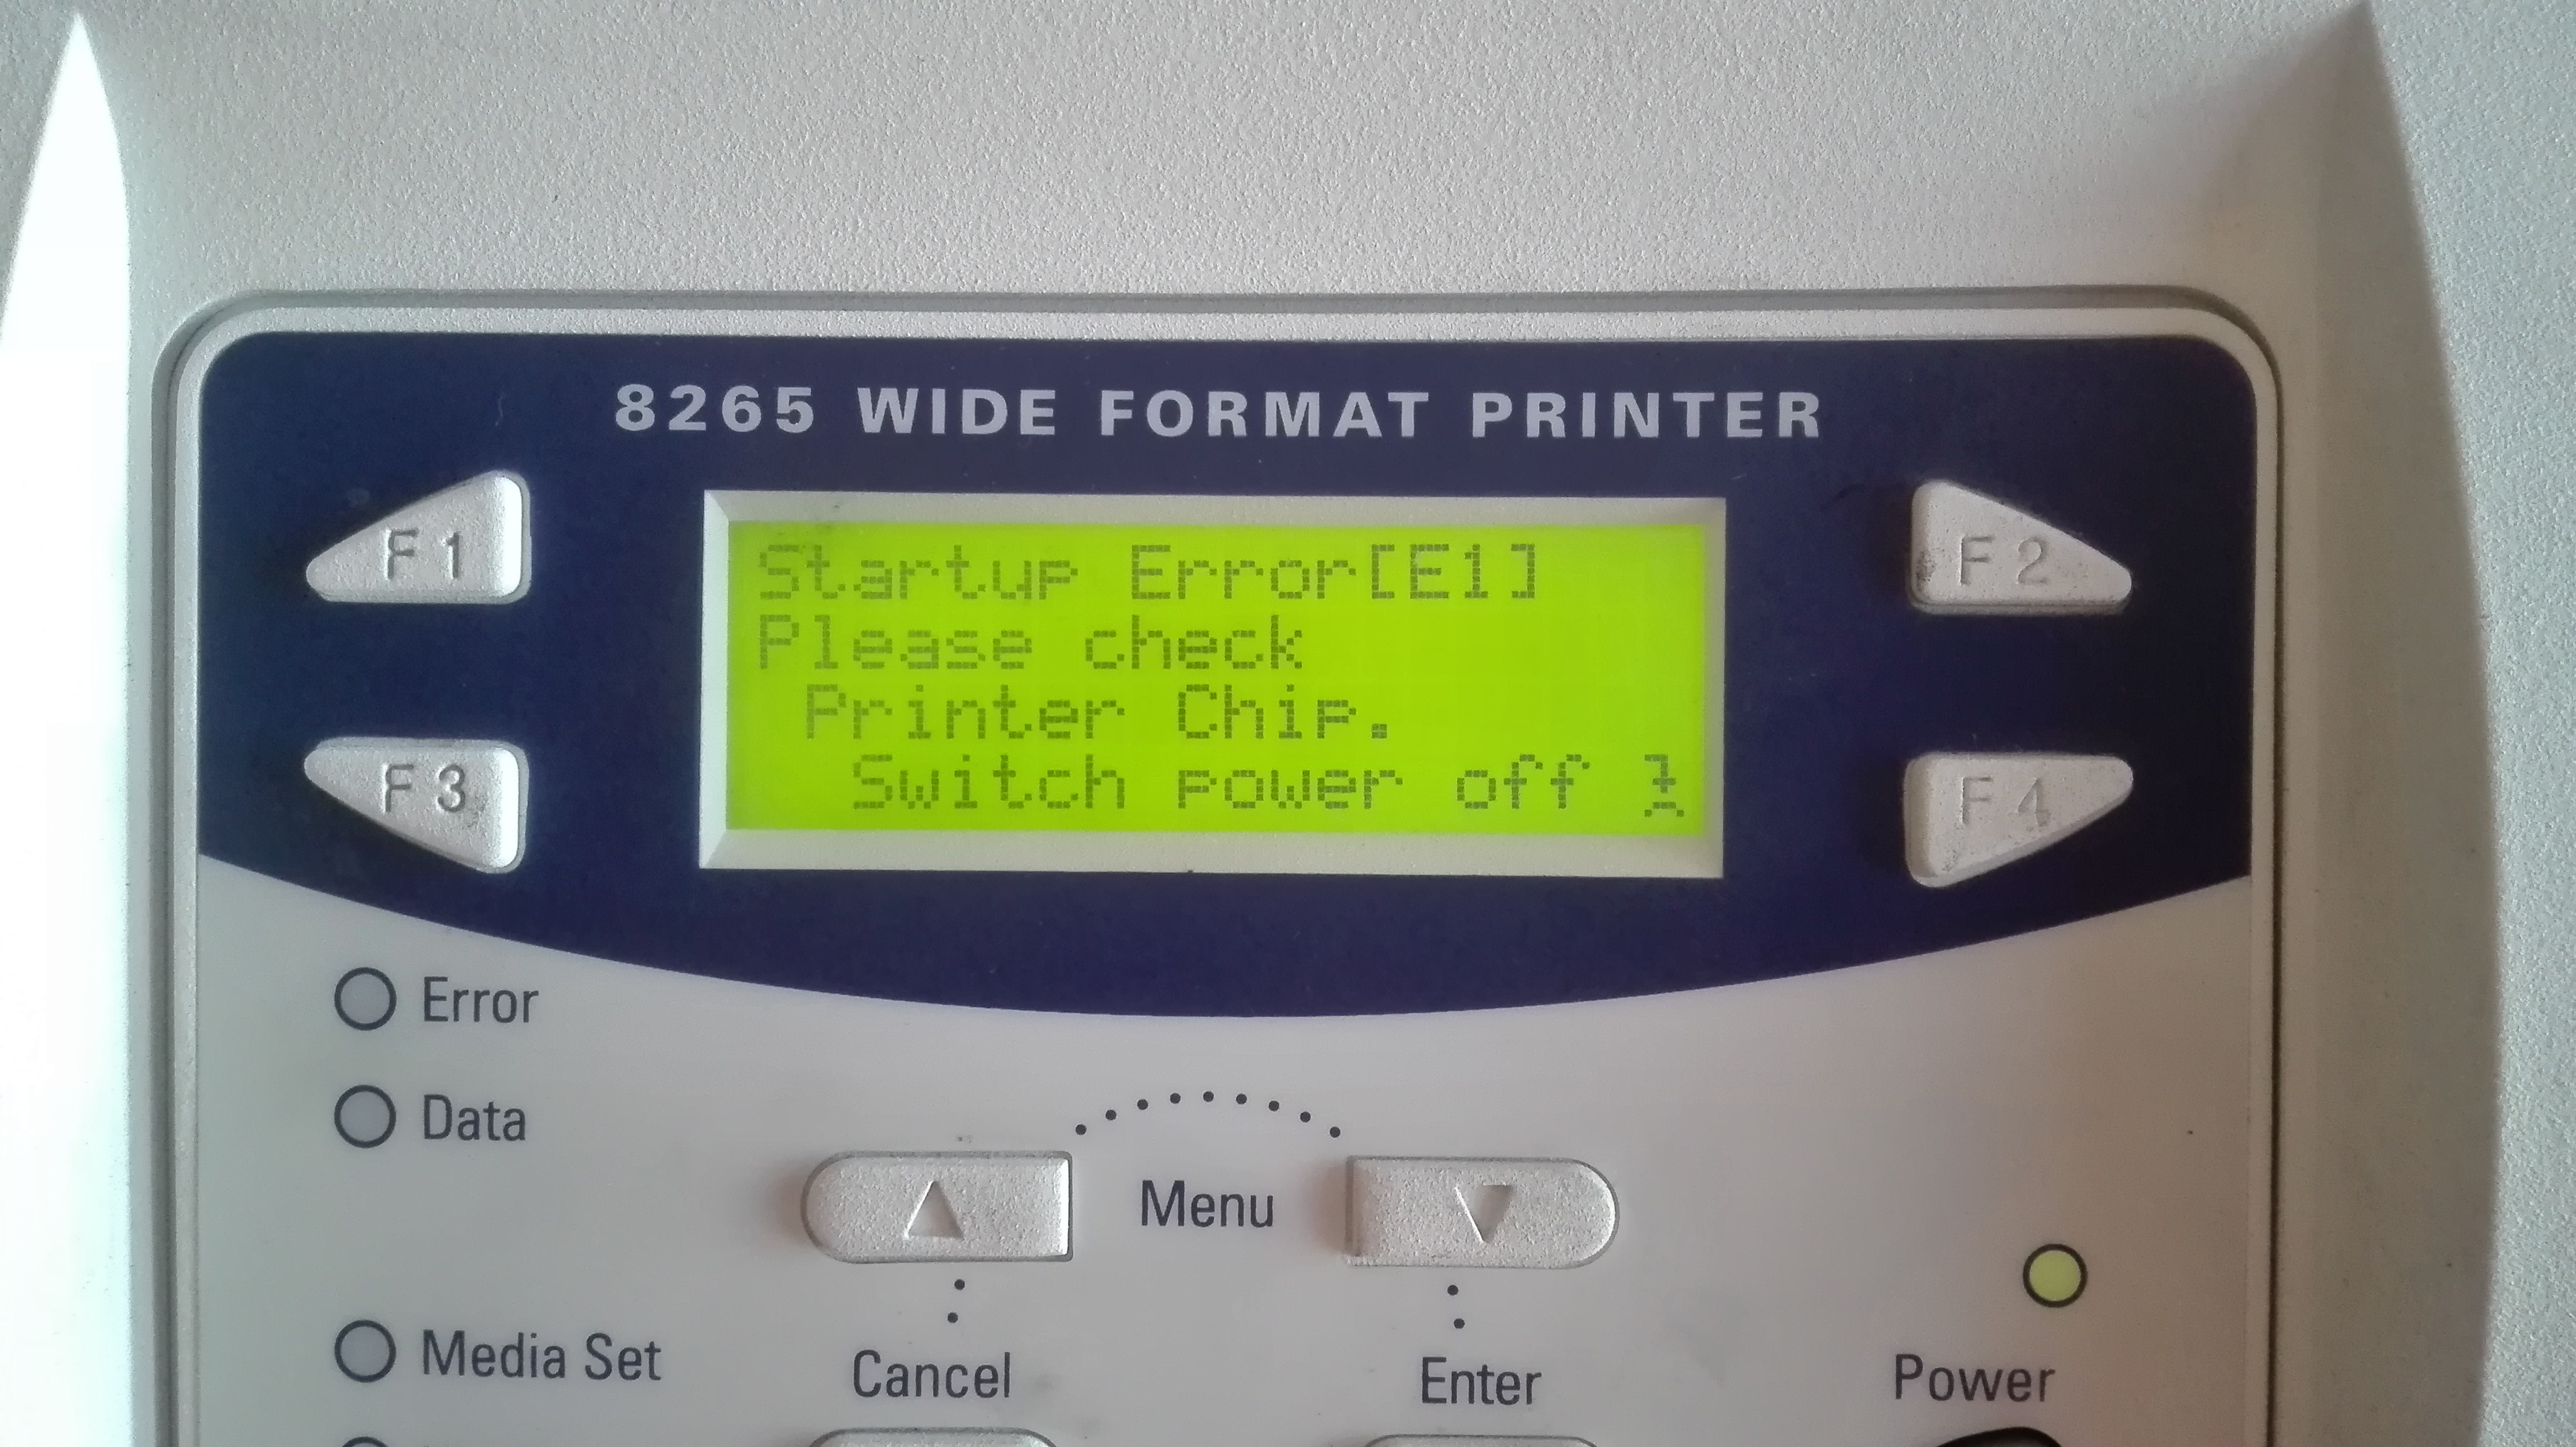 8265 WIDE FORMAT PRINTER
F1
F2
Startup Error[E1]
Please check
Printer Chip.
Switch power off
F3
F4
Error
Data
Menu
Media Set
Cancel
Enter
Power